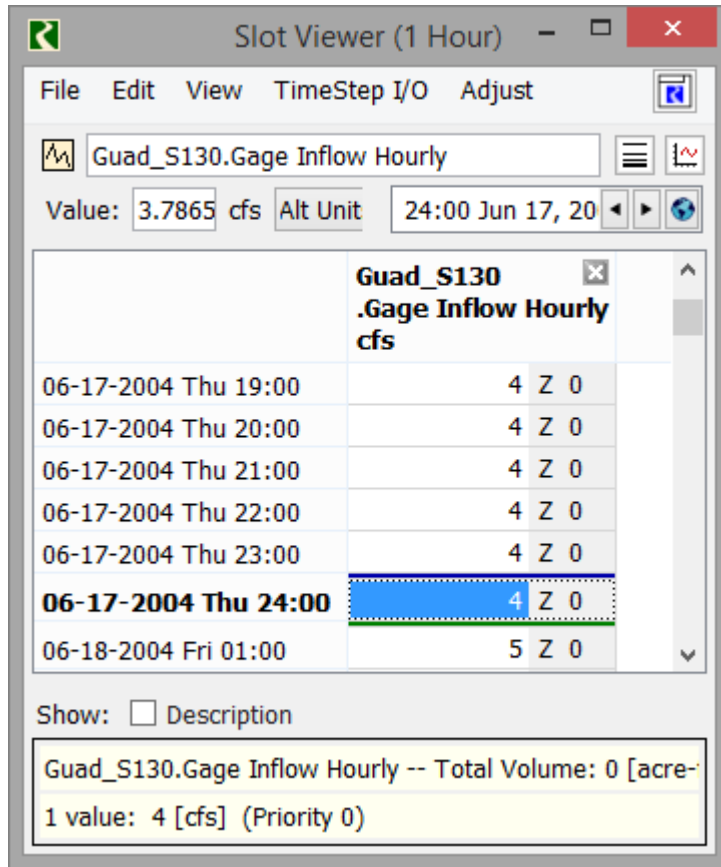 Slot Viewer (1 Hour)
File Edit View TimeStep I/O Adjust
Guad_S130.Gage Inflow Hourly
Value: 3.7865 cfs Alt Unit 24:00 Jun 17, 20
Guad_S130
.Gage Inflow Hourly
cfs
06-17-2004 Thu 19:00 4 Z 0
06-17-2004 Thu 20:00 4 Z 0
06-17-2004 Thu 21:00 4 Z 0
06-17-2004 Thu 22:00 4 Z 0
06-17-2004 Thu 23:00 4 Z 0
06-17-2004 Thu 24:00 4 Z 0
06-18-2004 Fri 01:00 5 Z 0
Show: Description
Guad_S130.Gage Inflow Hourly -- Total Volume: 0 [acre-
1 value: 4 [cfs] (Priority 0)